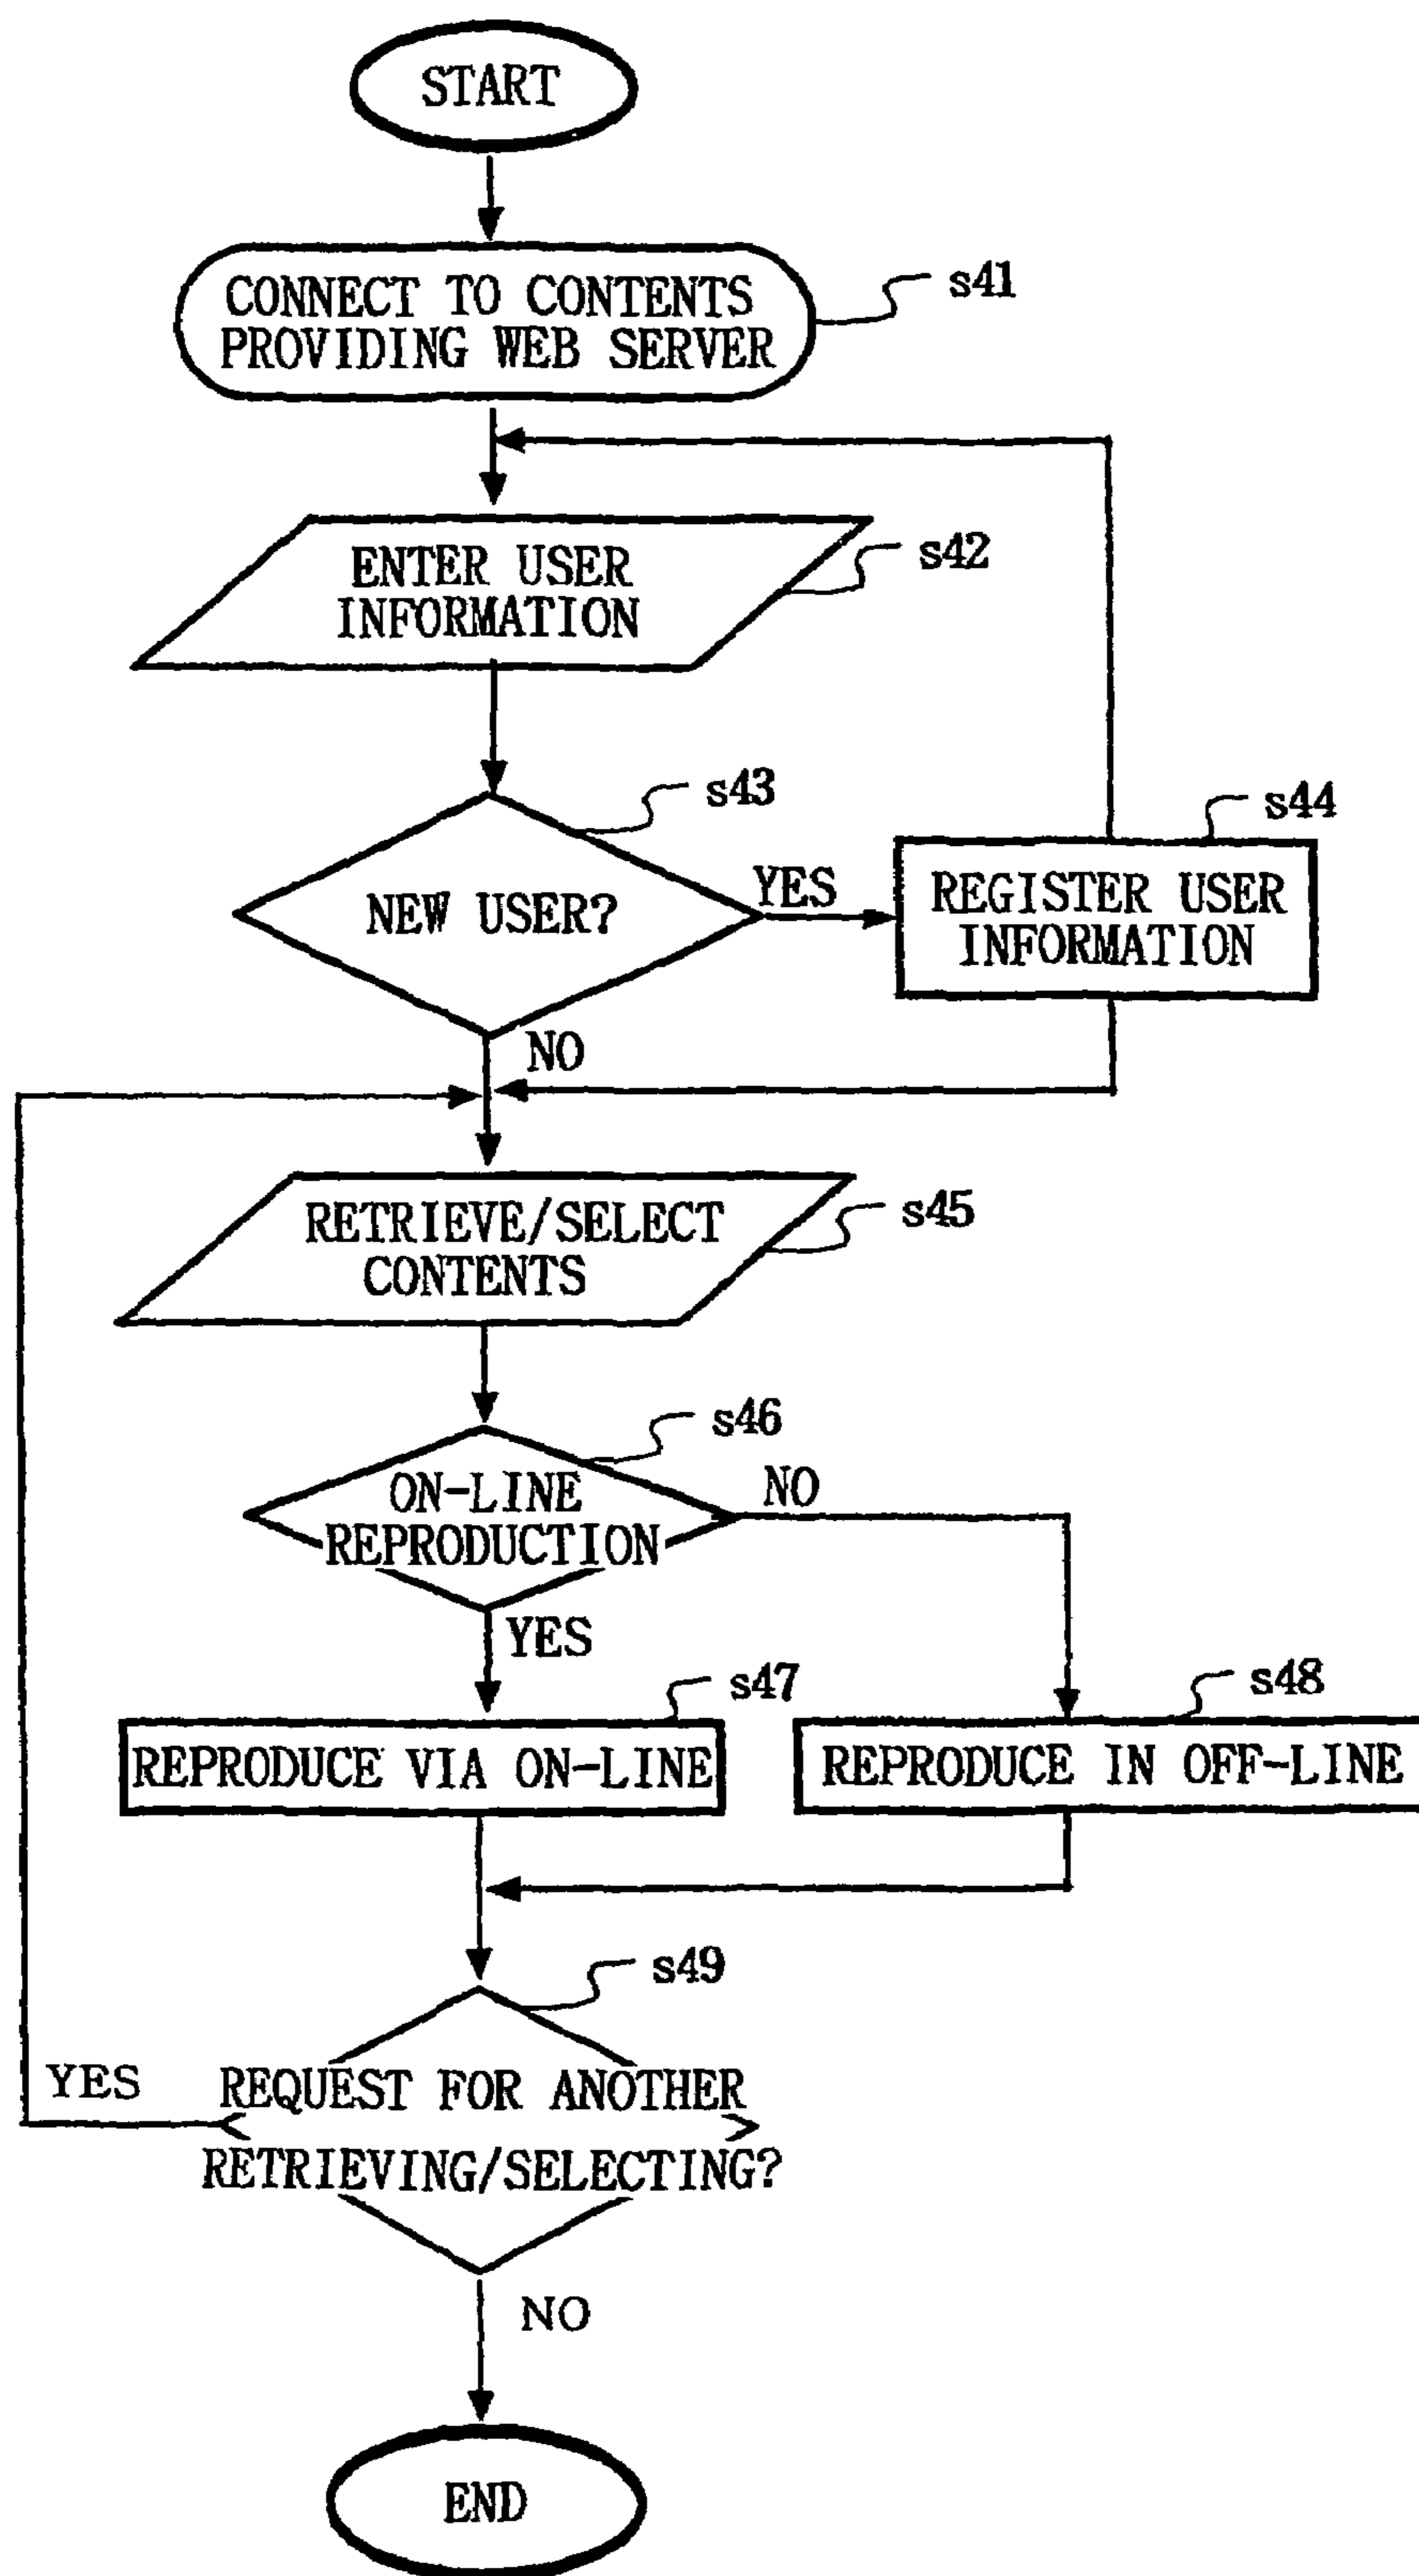 START
CONNECT TO CONTENTS
PROVIDING WEB SERVER
s41
ENTER USER
INFORMATION
s42
s43
NEW USER?
YES
s44
REGISTER USER
INFORMATION
NO
RETRIEVE/SELECT
CONTENTS
s45
s46
ON-LINE
REPRODUCTION
NO
YES
s47
REPRODUCE VIA ON-LINE
s48
REPRODUCE IN OFF-LINE
s49
YES
REQUEST FOR ANOTHER
RETRIEVING/SELECTING?
NO
END